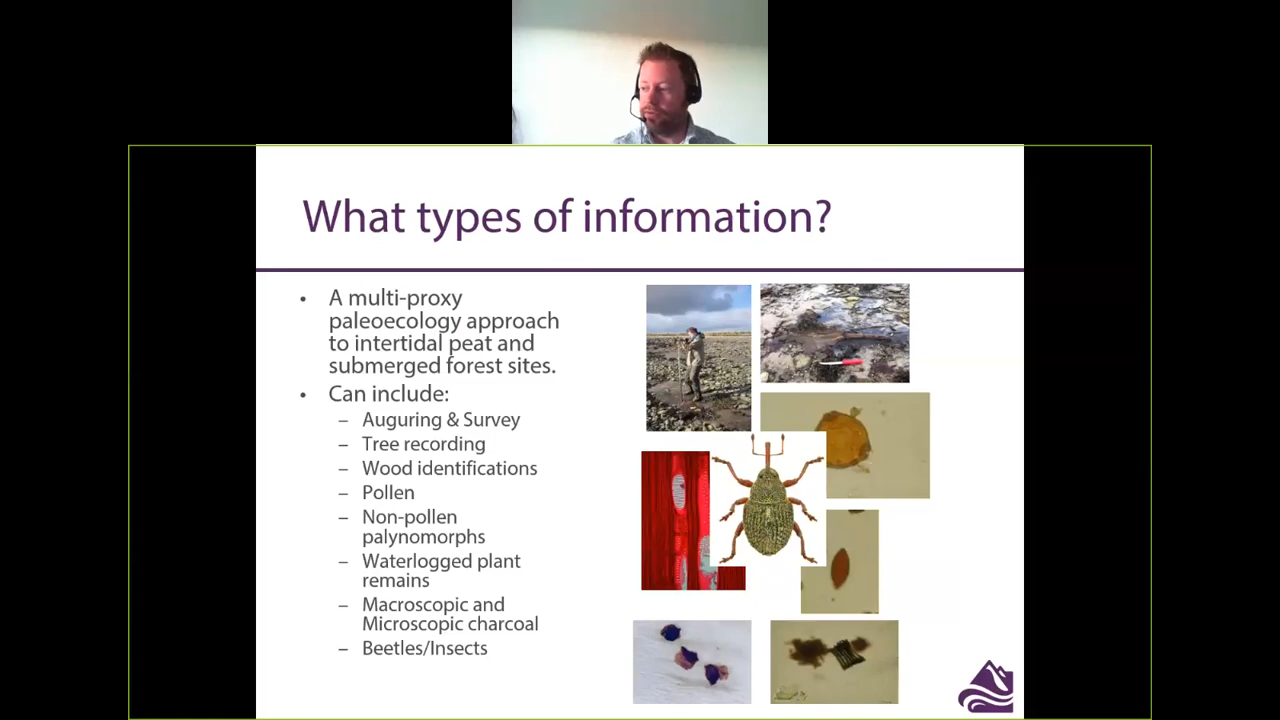 What types of information?
• A multi-proxy
paleoecology approach
to intertidal peat and
submerged forest sites.
• Can include:
– Auguring & Survey
– Tree recording
– Wood identifications
– Pollen
– Non-pollen
palynomorphs
– Waterlogged plant
remains
– Macroscopic and
Microscopic charcoal
– Beetles/Insects